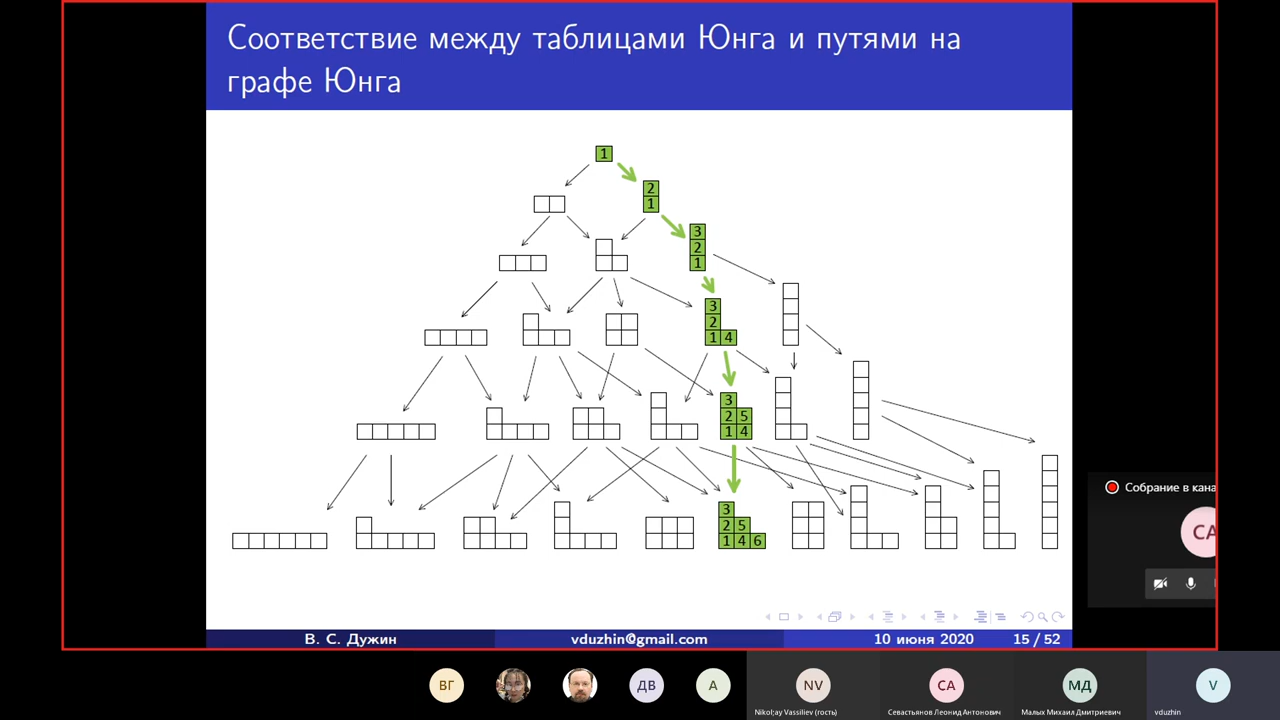 Соответствие между таблицами Юнга и путями на
графе Юнга
1
2
1
3
2
1
3
2
1 4
3
2 5
1 4
3
2 5
1 4 6
Собрание в кана
СА
В. С. Дужин
vduzhin@gmail.com
10 июня 2020
15 / 52
ВГ
ДВ
А
NV
СА
МД
V
Nikol;ay Vassiliev (гость)
Севастьянов Леонид Антонович
Малых Михаил Дмитриевич
vduzhin